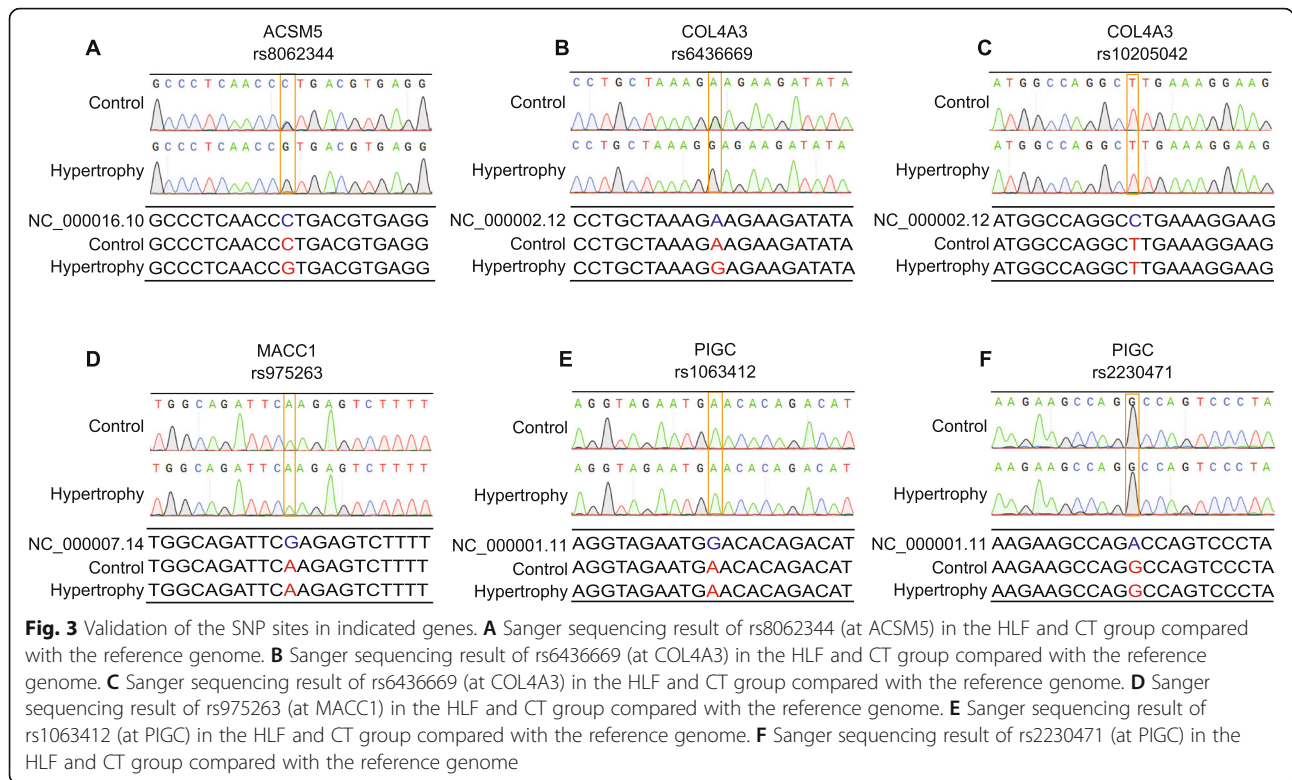 A
ACSM5
rs8062344
GCCCTCAACCCTGACGTGAGG
Control
GCCCTCAACCGTGACGTGAGG
Hypertrophy
NC_000016.10 GCCCTCAACCCTGACGTGAGG
Control GCCCTCAACCCTGACGTGAGG
Hypertrophy GCCCTCAACCGTGACGTGAGG
B
COL4A3
rs6436669
CCTGCTAAAGAAGAAGATATA
Control
CCTGCTAAAGGAGAAGATATA
Hypertrophy
NC_000002.12 CCTGCTAAAGAAGAAGATATA
Control CCTGCTAAAGAAGAAGATATA
Hypertrophy CCTGCTAAAGGAGAAGATATA
C
COL4A3
rs10205042
ATGGCCAGGCTTGAAAGGAAG
Control
ATGGCCAGGCTTGAAAGGAAG
Hypertrophy
NC_000002.12 ATGGCCAGGCCTGAAAGGAAG
Control ATGGCCAGGCTTGAAAGGAAG
Hypertrophy ATGGCCAGGCTTGAAAGGAAG
D
MACC1
rs975263
TGGCAGATTCAAGAGTCTTTT
Control
TGGCAGATTCAAGAGTCTTTT
Hypertrophy
NC_000007.14 TGGCAGATTCGAGAGTCTTTT
Control TGGCAGATTCAAGAGTCTTTT
Hypertrophy TGGCAGATTCAAGAGTCTTTT
E
PIGC
rs1063412
AGGTAGAATGAACACAGACAT
Control
AGGTAGAATGAACACAGACAT
Hypertrophy
NC_000001.11 AGGTAGAATGGACACAGACAT
Control AGGTAGAATGAACACAGACAT
Hypertrophy AGGTAGAATGAACACAGACAT
F
PIGC
rs2230471
AAGAAGCCAGGCCAGTCCCTA
Control
AAGAAGCCAGGCCAGTCCCTA
Hypertrophy
NC_000001.11 AAGAAGCCAGACCAGTCCCTA
Control AAGAAGCCAGGCCAGTCCCTA
Hypertrophy AAGAAGCCAGGCCAGTCCCTA
Fig. 3 Validation of the SNP sites in indicated genes. A Sanger sequencing result of rs8062344 (at ACSM5) in the HLF and CT group compared
with the reference genome. B Sanger sequencing result of rs6436669 (at COL4A3) in the HLF and CT group compared with the reference
genome. C Sanger sequencing result of rs6436669 (at COL4A3) in the HLF and CT group compared with the reference genome. D Sanger
sequencing result of rs975263 (at MACC1) in the HLF and CT group compared with the reference genome. E Sanger sequencing result of
rs1063412 (at PIGC) in the HLF and CT group compared with the reference genome. F Sanger sequencing result of rs2230471 (at PIGC) in the
HLF and CT group compared with the reference genome